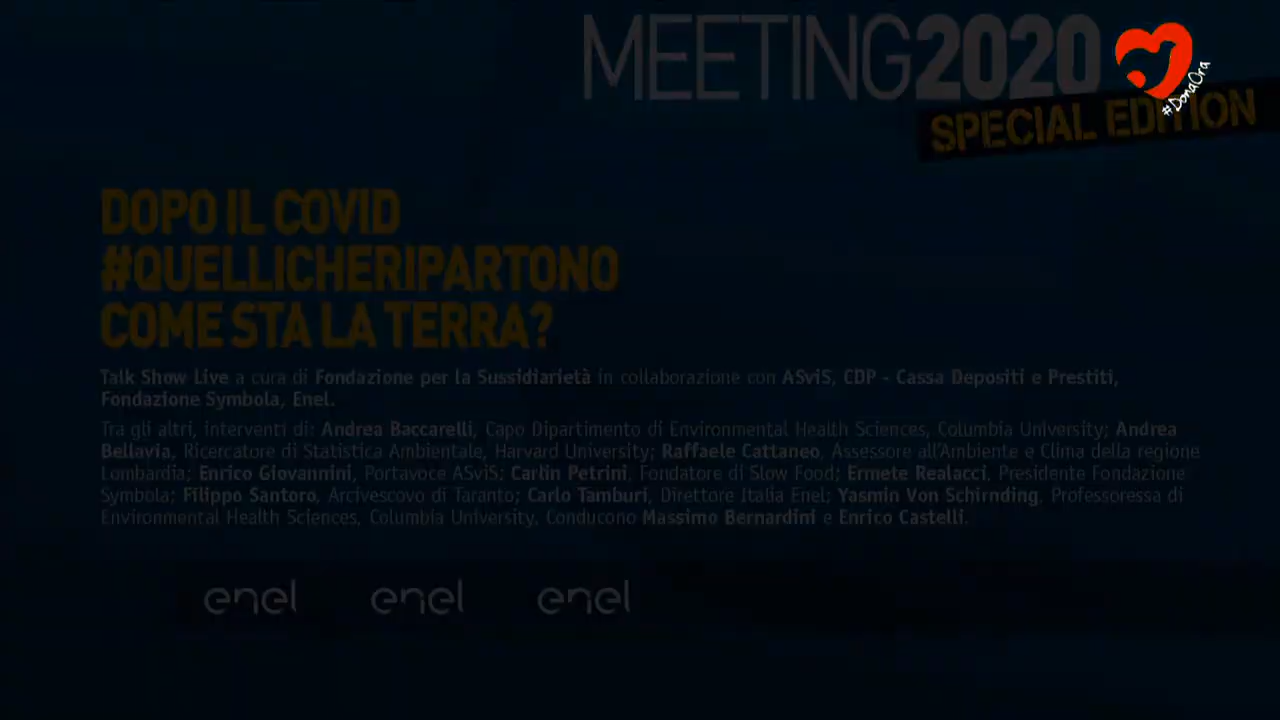 MEETING2020
#DonaOra
SPECIAL EDITION
DOPO IL COVID
#QUELLICHERIPARTONO
COME STA LA TERRA?
Talk Show Live a cura di Fondazione per la Sussidiarietà in collaborazione con ASviS, CDP - Cassa Depositi e Prestiti,
Fondazione Symbola, Enel.
Tra gli altri, interventi di: Andrea Baccarelli, Capo Dipartimento di Environmental Health Sciences, Columbia University; Andrea
Bellavia, Ricercatore di Statistica Ambientale, Harvard University; Raffaele Cattaneo, Assessore all'Ambiente e Clima della regione
Lombardia; Enrico Giovannini, Portavoce ASviS; Carlin Petrini, Fondatore di Slow Food; Ermete Realacci, Presidente Fondazione
Symbola; Filippo Santoro, Arcivescovo di Taranto; Carlo Tamburi, Direttore Italia Enel; Yasmin Von Schirnding, Professoressa di
Environmental Health Sciences, Columbia University. Conducono Massimo Bernardini e Enrico Castelli.
enel enel enel